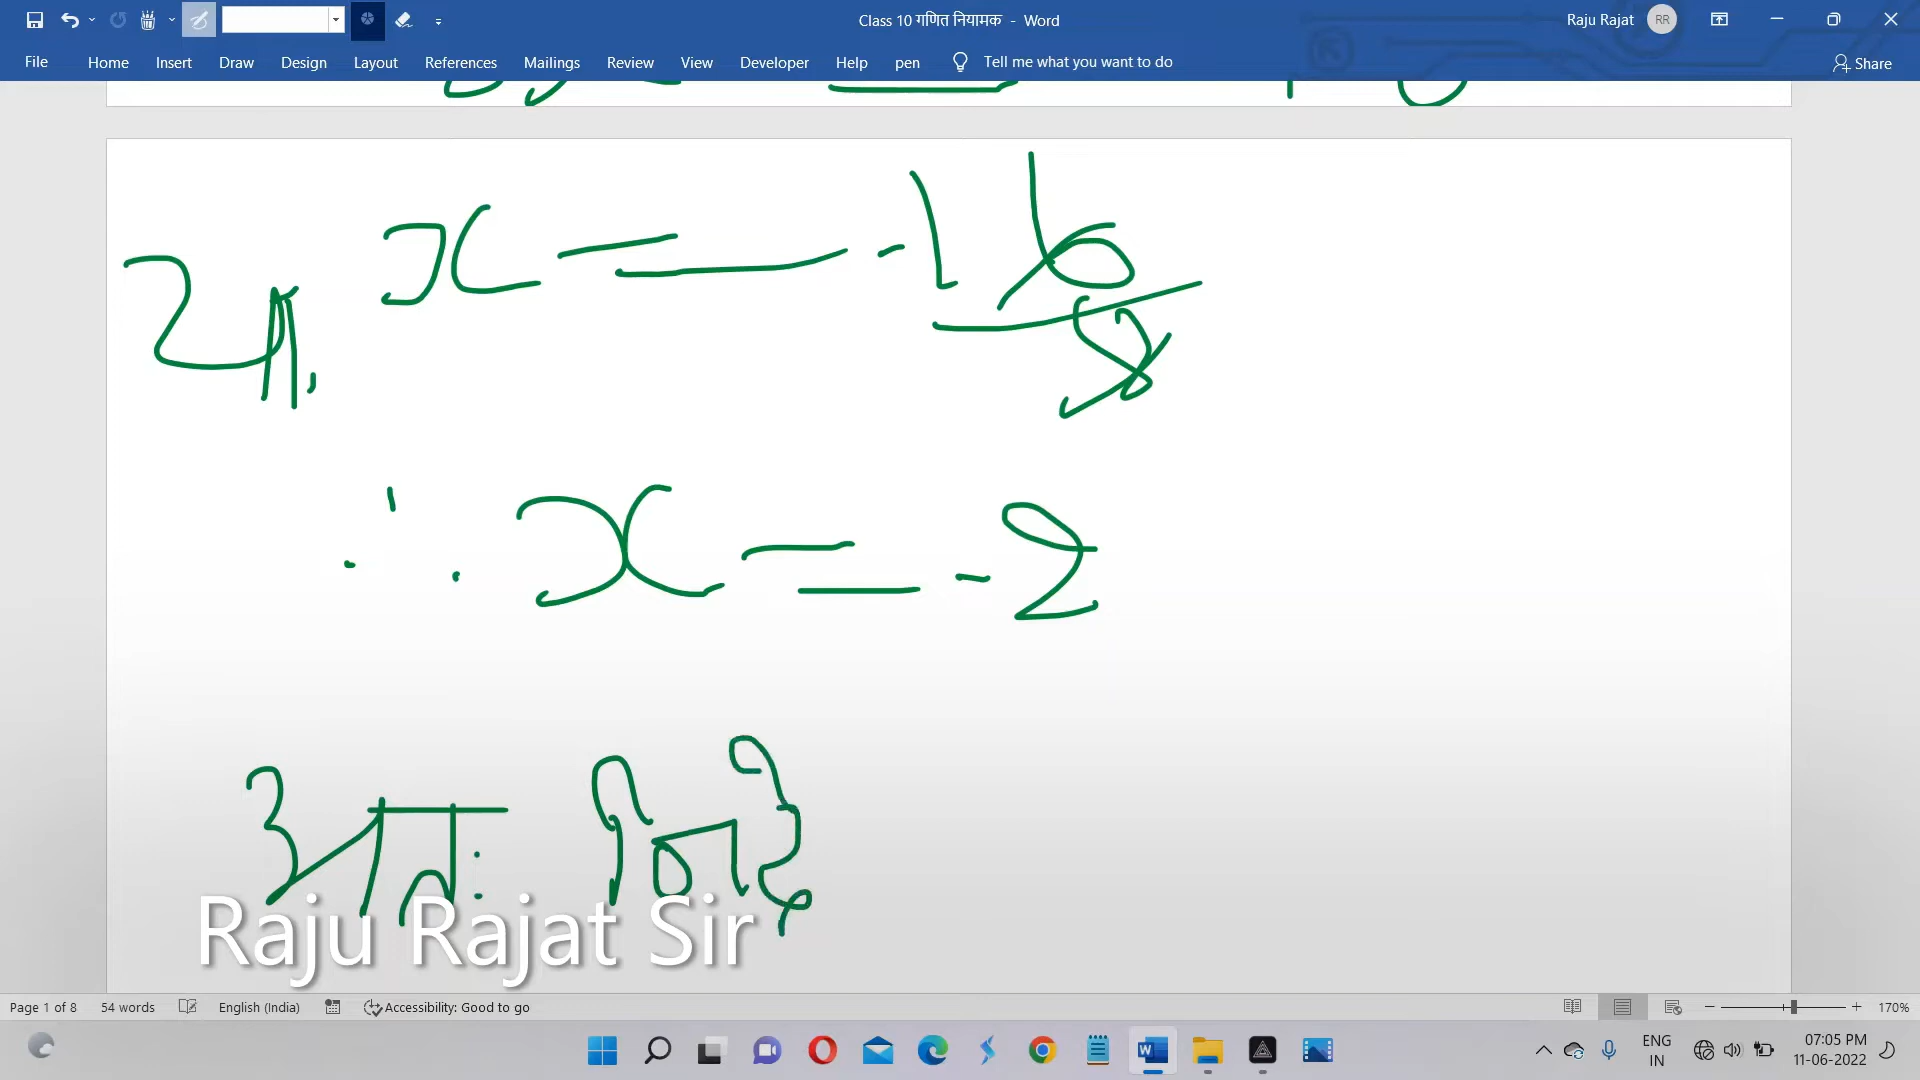 Class 10 गणित नियामक - Word
Raju Rajat RR
File Home Insert Draw Design Layout References Mailings Review View Developer Help pen Tell me what you want to do Share
या, x = -16/8
∴ x = -2
अतः
Raju Rajat Sir
Page 1 of 8 54 words English (India) Accessibility: Good to go 170%
ENG
IN
07:05 PM
11-06-2022